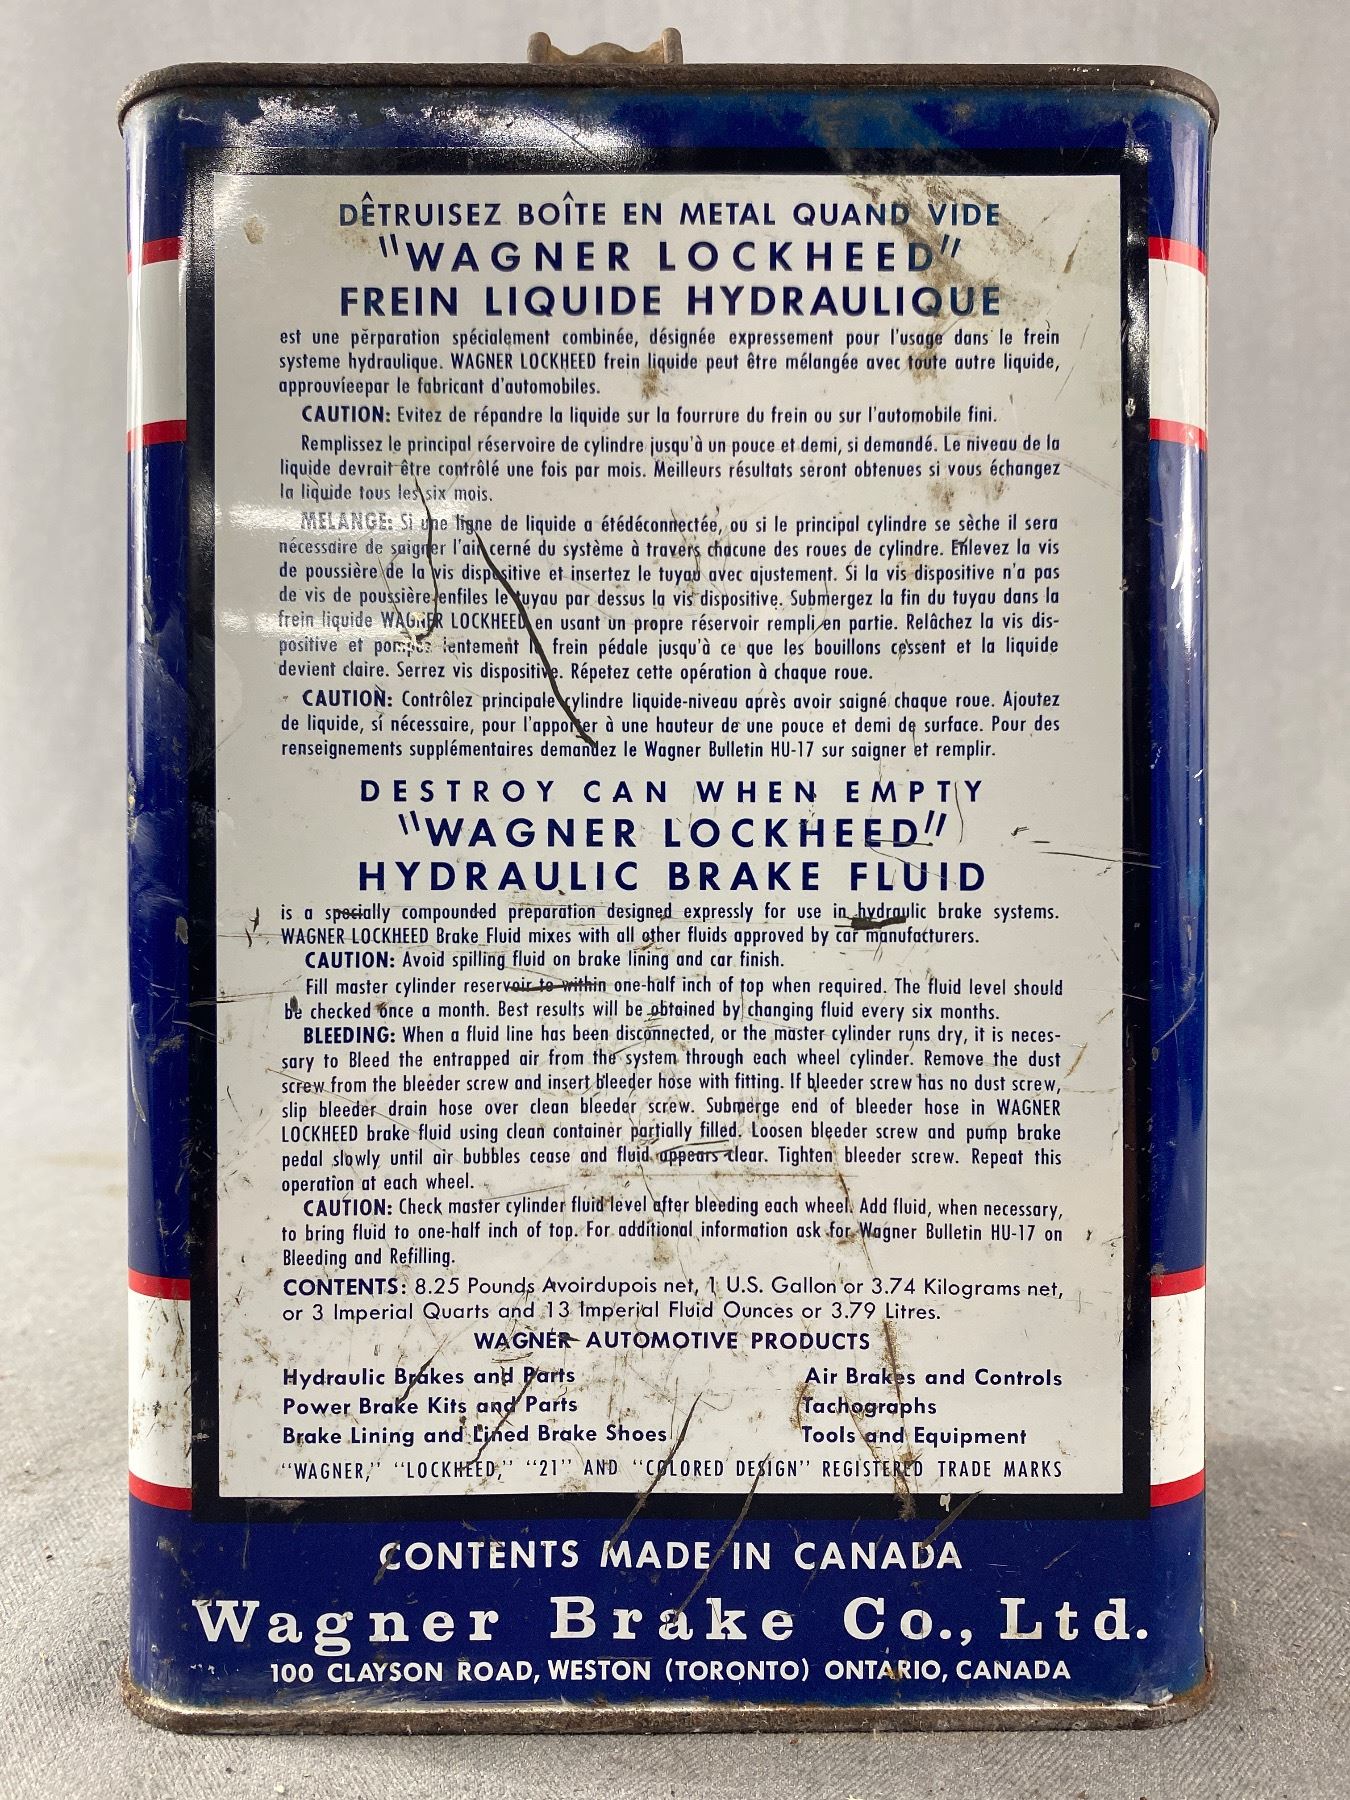 DÊTRUISEZ BOÎTE EN METAL QUAND VIDE
"WAGNER LOCKHEED"
FREIN LIQUIDE HYDRAULIQUE
est une pĕrparation spécialement combinée, désignée expressement pour l'usage dans le frein
systeme hydraulique. WAGNER LOCKHEED frein liquide peut être mélangée avec toute autre liquide,
approuvíeepar le fabricant d'automobiles.
CAUTION: Evitez de répandre la liquide sur la fourrure du frein ou sur l'automobile fini.
Remplissez le principal réservoire de cylindre jusqu'à un pouce et demi, si demandé. Le niveau de la
liquide devrait être contrôlé une fois par mois. Meilleurs résultats seront obtenues si vous échangez
la liquide tous les six mois.
MELANGE: Si une ligne de liquide a étédéconnectée, ou si le principal cylindre se sèche il sera
nécessaire de saigner l'air cerné du système à travers chacune des roues de cylindre. Enlevez la vis
de poussière de la vis dispositive et insertez le tuyau avec ajustement. Si la vis dispositive n'a pas
de vis de poussière enfiles le tuyau par dessus la vis dispositive. Submergez la fin du tuyau dans la
frein liquide WAGNER LOCKHEED en usant un propre réservoir rempli en partie. Relâchez la vis dis-
positive et pompez lentement le frein pédale jusqu'à ce que les bouillons cessent et la liquide
devient claire. Serrez vis dispositive. Répetez cette opération à chaque roue.
CAUTION: Contrôlez principale cylindre liquide-niveau après avoir saigné chaque roue. Ajoutez
de liquide, sí nécessaire, pour l'apporter à une hauteur de une pouce et demi de surface. Pour des
renseignements supplémentaires demandez le Wagner Bulletin HU-17 sur saigner et remplir.
DESTROY CAN WHEN EMPTY
"WAGNER LOCKHEED"
HYDRAULIC BRAKE FLUID
is a specially compounded preparation designed expressly for use in hydraulic brake systems.
WAGNER LOCKHEED Brake Fluid mixes with all other fluids approved by car manufacturers.
CAUTION: Avoid spilling fluid on brake lining and car finish.
Fill master cylinder reservoir to within one-half inch of top when required. The fluid level should
be checked once a month. Best results will be obtained by changing fluid every six months.
BLEEDING: When a fluid line has been disconnected, or the master cylinder runs dry, it is neces-
sary to Bleed the entrapped air from the system through each wheel cylinder. Remove the dust
screw from the bleeder screw and insert bleeder hose with fitting. If bleeder screw has no dust screw,
slip bleeder drain hose over clean bleeder screw. Submerge end of bleeder hose in WAGNER
LOCKHEED brake fluid using clean container partially filled. Loosen bleeder screw and pump brake
pedal slowly until air bubbles cease and fluid appears clear. Tighten bleeder screw. Repeat this
operation at each wheel.
CAUTION: Check master cylinder fluid level after bleeding each wheel. Add fluid, when necessary,
to bring fluid to one-half inch of top. For additional information ask for Wagner Bulletin HU-17 on
Bleeding and Refilling.
CONTENTS: 8.25 Pounds Avoirdupois net, 1 U.S. Gallon or 3.74 Kilograms net,
or 3 Imperial Quarts and 13 Imperial Fluid Ounces or 3.79 Litres.
WAGNER AUTOMOTIVE PRODUCTS
Hydraulic Brakes and Parts Air Brakes and Controls
Power Brake Kits and Parts Tachographs
Brake Lining and Lined Brake Shoes Tools and Equipment
"WAGNER," "LOCKHEED," "21" AND "COLORED DESIGN" REGISTERED TRADE MARKS
CONTENTS MADE IN CANADA
Wagner Brake Co., Ltd.
100 CLAYSON ROAD, WESTON (TORONTO) ONTARIO, CANADA